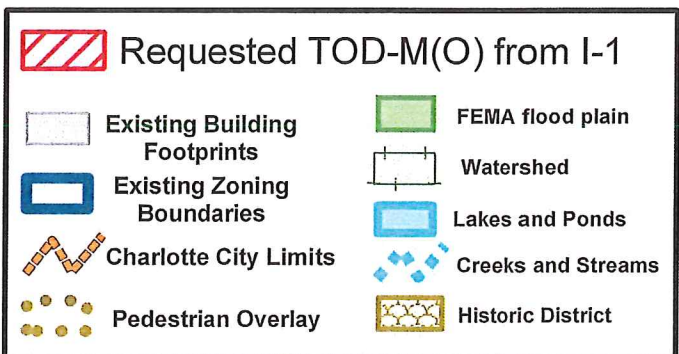 Requested TOD-M(O) from I-1
Existing Building
Footprints
Existing Zoning
Boundaries
Charlotte City Limits
Pedestrian Overlay
FEMA flood plain
Watershed
Lakes and Ponds
Creeks and Streams
Historic District